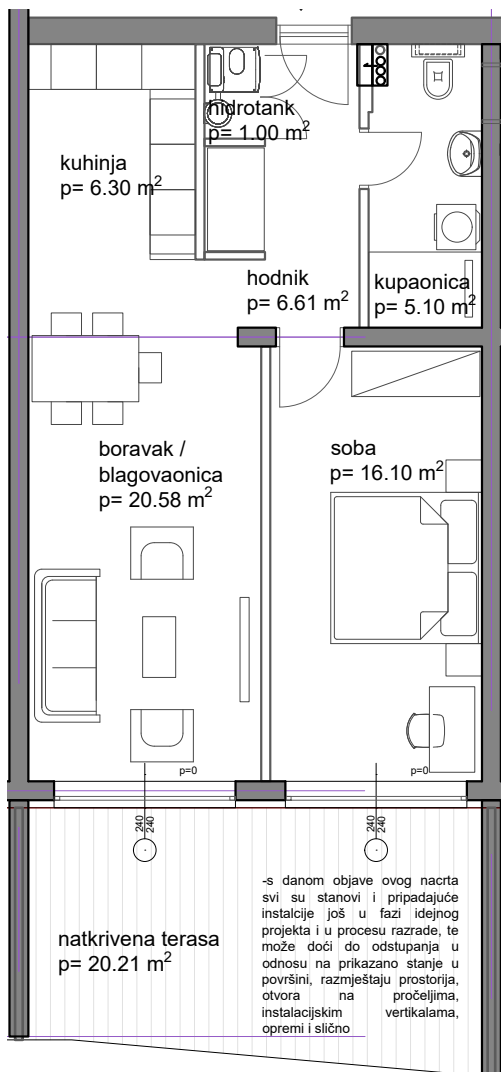 hidrotank
p= 1.00 m²
kuhinja
p= 6.30 m²
hodnik
p= 6.61 m²
kupaonica
p= 5.10 m²
boravak /
blagovaonica
p= 20.58 m²
soba
p= 16.10 m²
p=0
p=0
240
240
240
240
natkrivena terasa
p= 20.21 m²
-s danom objave ovog nacrta
svi su stanovi i pripadajuće
instalcije još u fazi idejnog
projekta i u procesu razrade, te
može doći do odstupanja u
odnosu na prikazano stanje u
površini, razmještaju prostorija,
otvora na pročeljima,
instalacijskim vertikalama,
opremi i slično